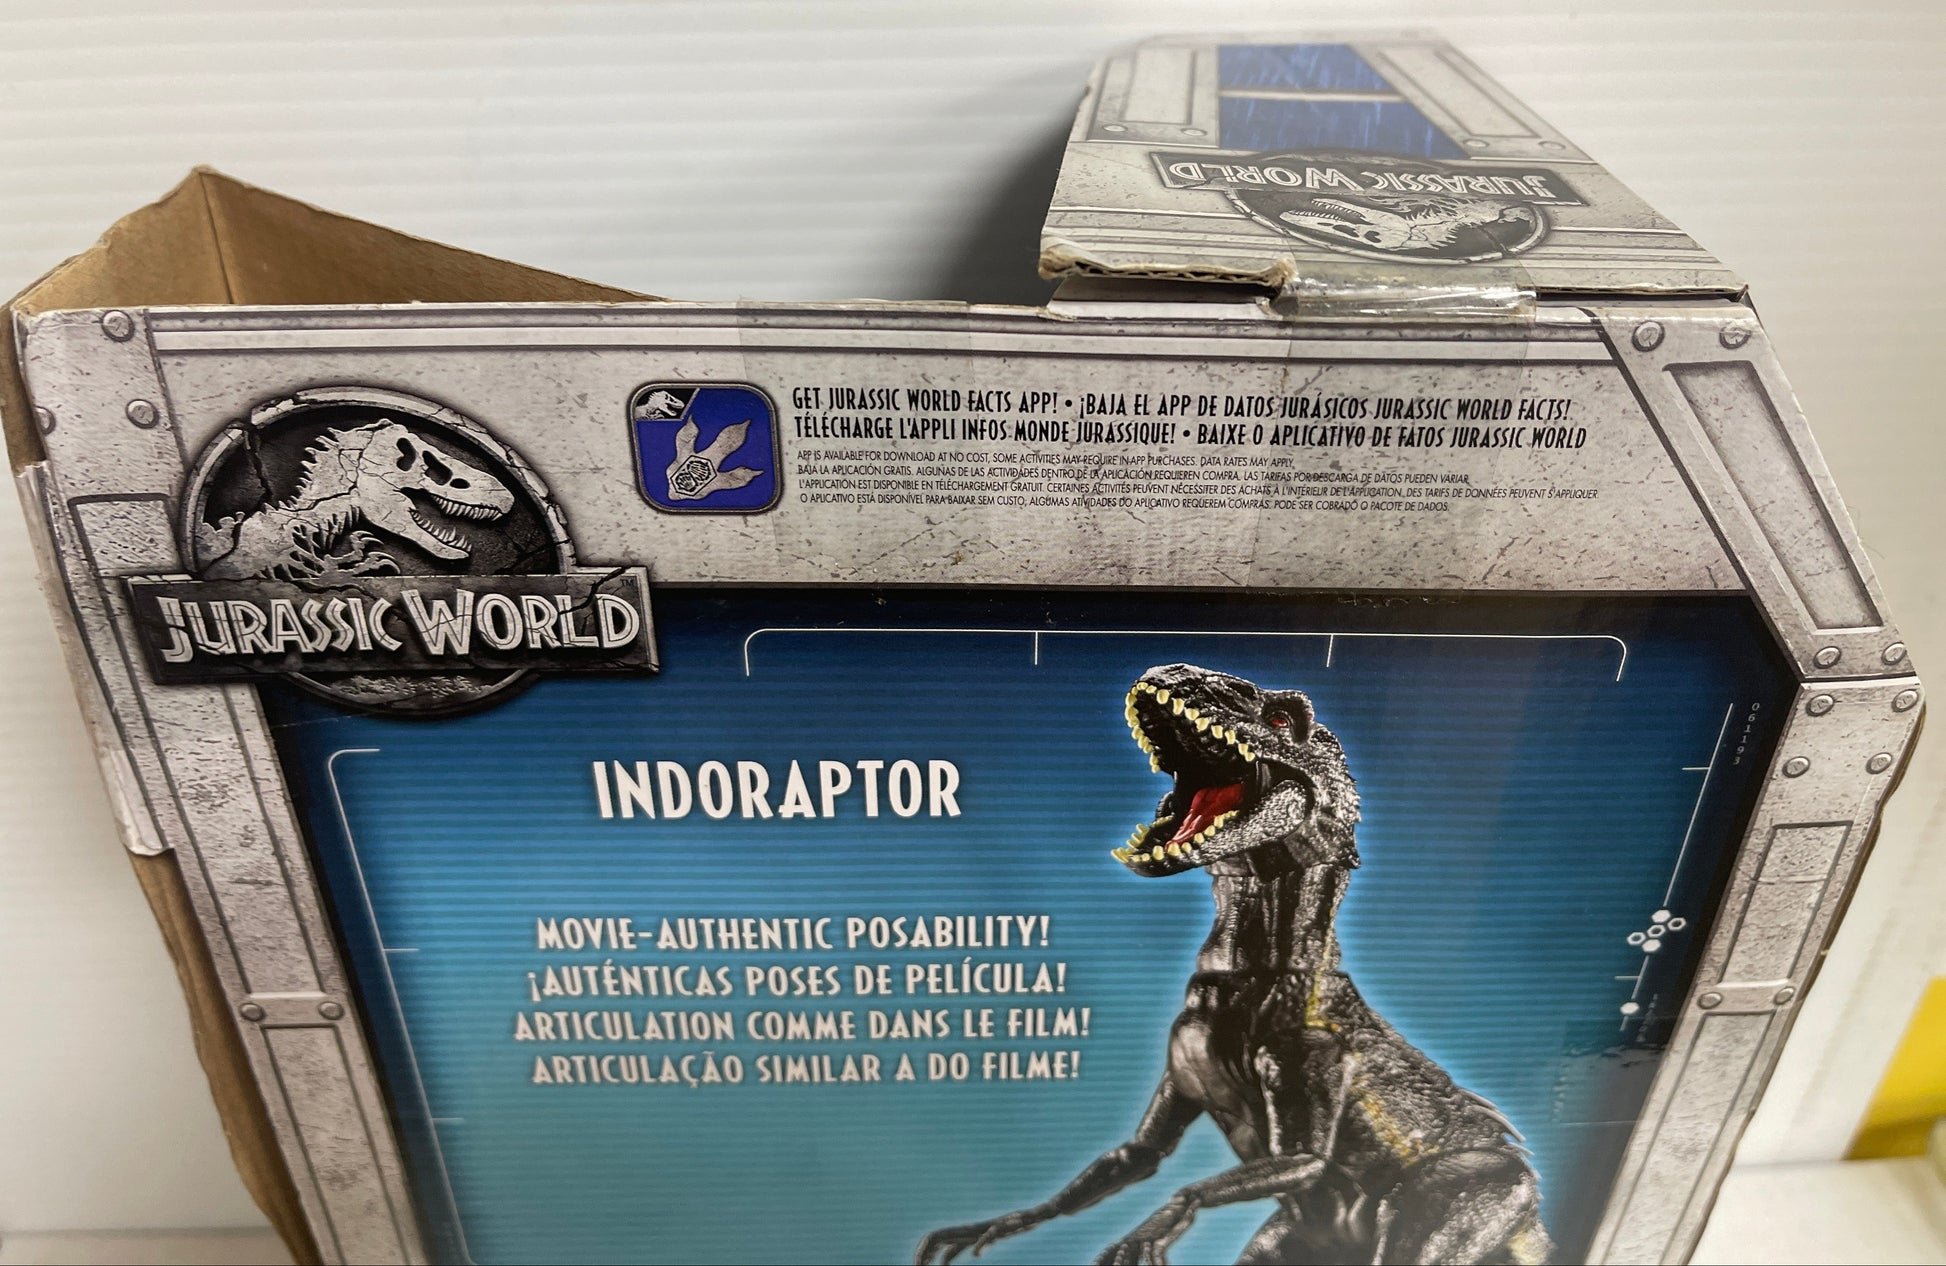 JURASSIC WORLD
GET JURASSIC WORLD FACTS APP! • ¡BAJA EL APP DE DATOS JURÁSICOS JURASSIC WORLD FACTS!
TÉLÉCHARGE L'APPLI INFOS MONDE JURASSIQUE! • BAIXE O APLICATIVO DE FATOS JURASSIC WORLD
APP IS AVAILABLE FOR DOWNLOAD AT NO COST, SOME ACTIVITIES MAY REQUIRE IN-APP PURCHASES. DATA RATES MAY APPLY.
BAJA LA APLICACIÓN GRATIS. ALGUNAS DE LAS ACTIVIDADES DENTRO DE LA APLICACIÓN REQUIEREN COMPRA. LAS TARIFAS POR DESCARGA DE DATOS PUEDEN VARIAR.
L'APPLICATION EST DISPONIBLE EN TÉLÉCHARGEMENT GRATUIT. CERTAINES ACTIVITÉS PEUVENT NÉCESSITER DES ACHATS À L'INTÉRIEUR DE L'APPLICATION. DES TARIFS DE DONNÉES PEUVENT S'APPLIQUER.
O APLICATIVO ESTÁ DISPONÍVEL PARA BAIXAR SEM CUSTO, ALGUMAS ATIVIDADES DO APLICATIVO REQUEREM COMPRAS. PODE SER COBRADO O PACOTE DE DADOS.
JURASSIC WORLD™
061193
INDORAPTOR
MOVIE-AUTHENTIC POSABILITY!
¡AUTÉNTICAS POSES DE PELÍCULA!
ARTICULATION COMME DANS LE FILM!
ARTICULAÇÃO SIMILAR A DO FILME!